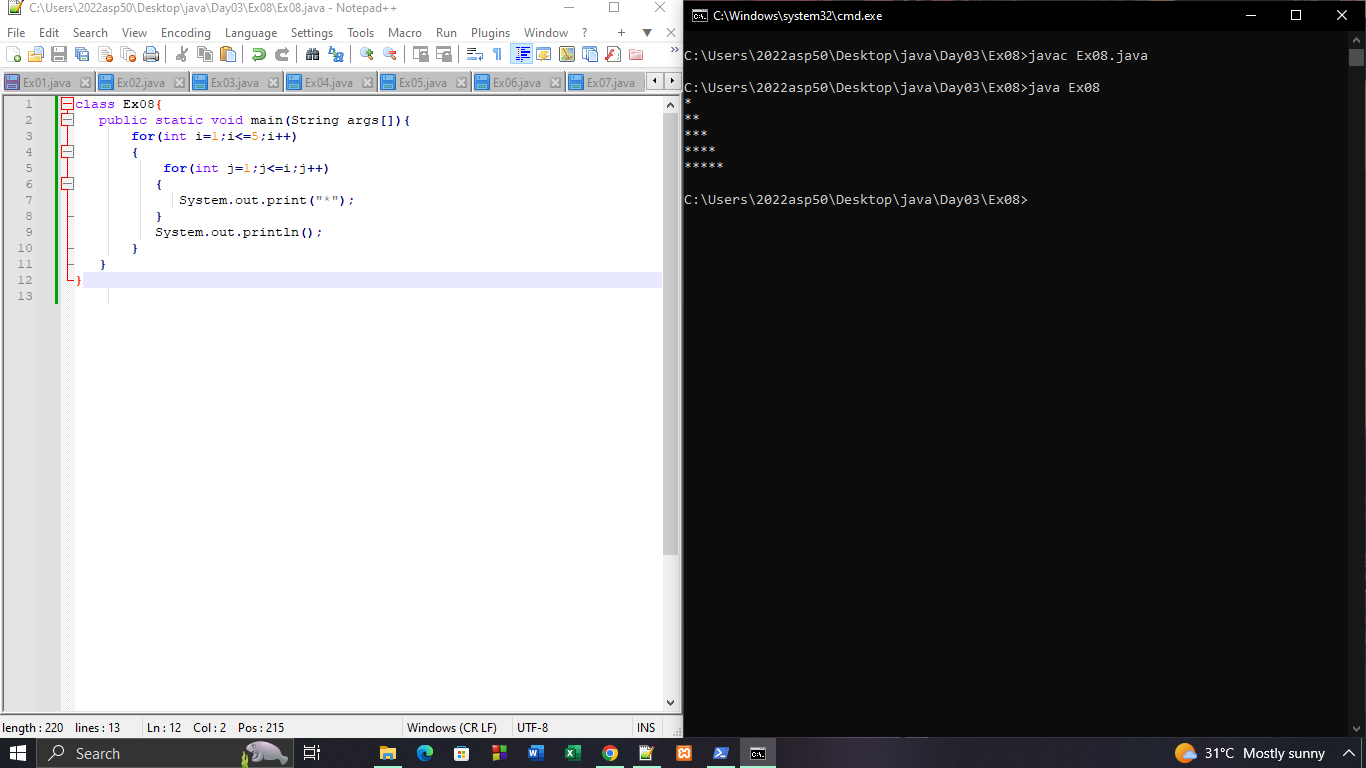 C:\Users\2022asp50\Desktop\java\Day03\Ex08\Ex08.java - Notepad++
File Edit Search View Encoding Language Settings Tools Macro Run Plugins Window ? + ▼ X
Ex01.java Ex02.java Ex03.java Ex04.java Ex05.java Ex06.java Ex07.java
1 class Ex08{
2 public static void main(String args[]){
3 for(int i=1;i<=5;i++)
4 {
5 for(int j=1;j<=i;j++)
6 {
7 System.out.print("*");
8 }
9 System.out.println();
10 }
11 }
12 }
13
length : 220 lines : 13 Ln : 12 Col : 2 Pos : 215 Windows (CR LF) UTF-8 INS
C:\Windows\system32\cmd.exe
C:\Users\2022asp50\Desktop\java\Day03\Ex08>javac Ex08.java
C:\Users\2022asp50\Desktop\java\Day03\Ex08>java Ex08
*
**
***
****
*****
C:\Users\2022asp50\Desktop\java\Day03\Ex08>
Search
31°C Mostly sunny